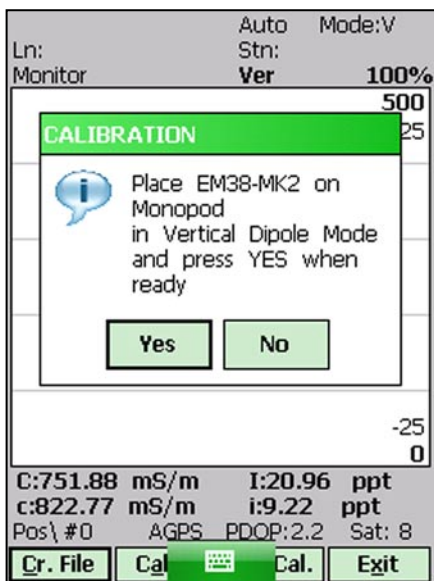 Auto Mode:V
Ln: Stn:
Monitor Ver 100%
500
25
CALIBRATION
Place EM38-MK2 on
Monopod
in Vertical Dipole Mode
and press YES when
ready
Yes No
-25
0
C:751.88 mS/m I:20.96 ppt
c:822.77 mS/m i:9.22 ppt
Pos\ #0 AGPS PDOP:2.2 Sat: 8
Cr. File Cal Cal. Exit